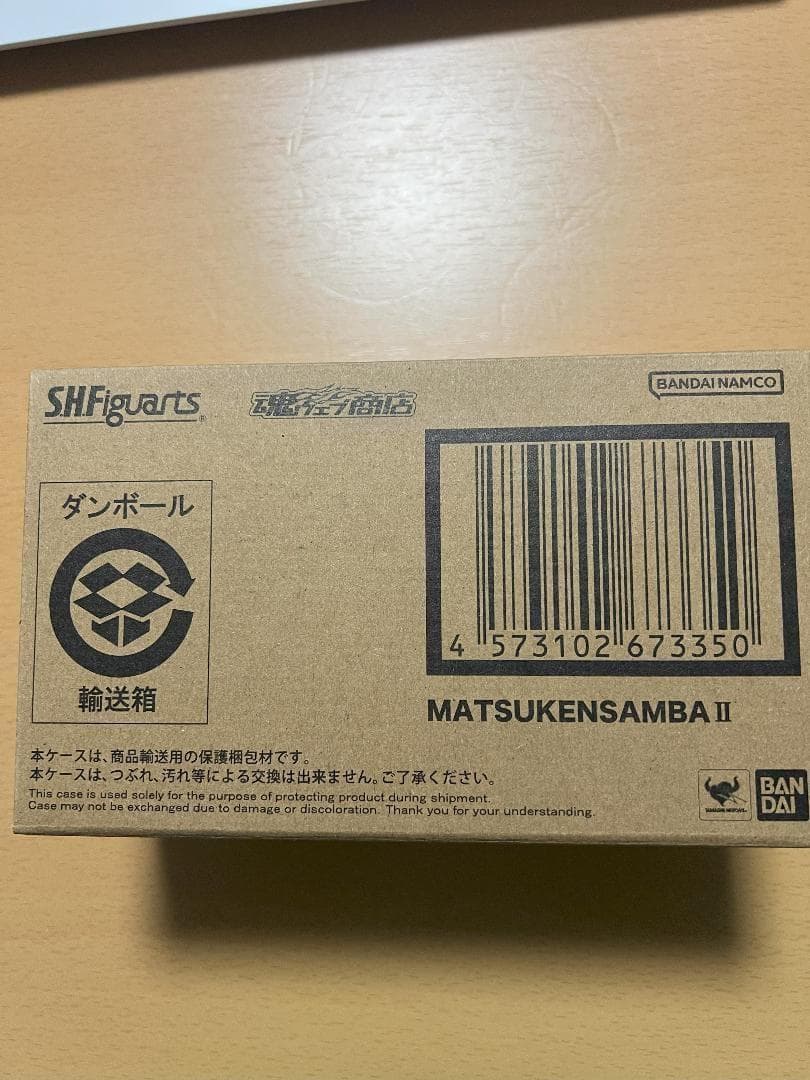 S.H.Figuarts®
魂ウェブ商店
BANDAI NAMCO
ダンボール
輸送箱
4 573102 673350
MATSUKENSAMBAⅡ
本ケースは、商品輸送用の保護梱包材です。
本ケースは、つぶれ、汚れ等による交換は出来ません。ご了承ください。
This case is used solely for the purpose of protecting product during shipment.
Case may not be exchanged due to damage or discoloration. Thank you for your understanding.
TAMASHII NATIONS
BAN
DAI